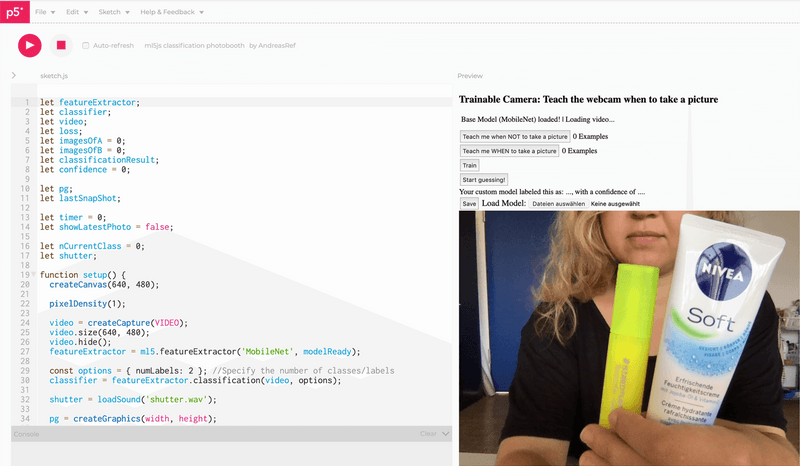 p5*
File
Edit
Sketch
Help & Feedback
Auto-refresh
ml5js classification photobooth by AndreasRef
sketch.js
1 let featureExtractor;
2 let classifier;
3 let video;
4 let loss;
5 let imagesOfA = 0;
6 let imagesOfB = 0;
7 let classificationResult;
8 let confidence = 0;
9
10 let pg;
11 let lastSnapShot;
12
13 let timer = 0;
14 let showLatestPhoto = false;
15
16 let nCurrentClass = 0;
17 let shutter;
18
19 function setup() {
20 createCanvas(640, 480);
21
22 pixelDensity(1);
23
24 video = createCapture(VIDEO);
25 video.size(640, 480);
26 video.hide();
27 featureExtractor = ml5.featureExtractor('MobileNet', modelReady);
28
29 const options = { numLabels: 2 }; //Specify the number of classes/labels
30 classifier = featureExtractor.classification(video, options);
31
32 shutter = loadSound('shutter.wav');
33
34 pg = createGraphics(width, height);
Console
Clear
Preview
Trainable Camera: Teach the webcam when to take a picture
Base Model (MobileNet) loaded! | Loading video...
Teach me when NOT to take a picture 0 Examples
Teach me WHEN to take a picture 0 Examples
Train
Start guessing!
Your custom model labeled this as: ..., with a confidence of ....
Save Load Model: Dateien auswählen Keine ausgewählt
NIVEA
Soft
Erfrischende
Feuchtigkeitscreme
Crème hydratante
rafraîchissante